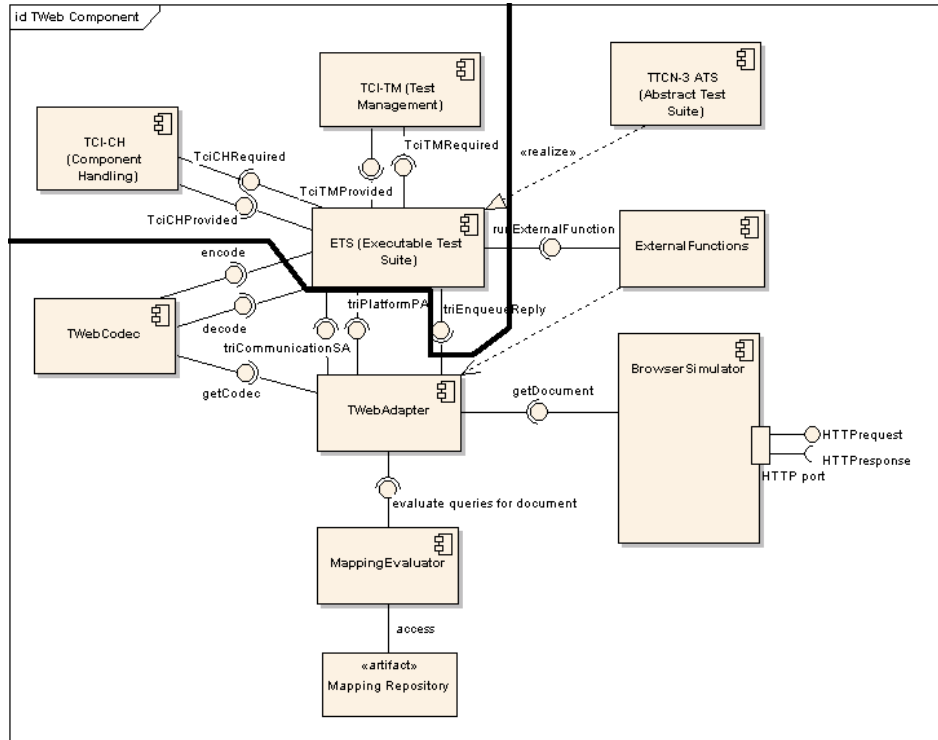 id TWeb Component
TCI-TM (Test
Management)
TTCN-3 ATS
(Abstract Test
Suite)
TCI-CH
(Component
Handling)
TciCHRequired
TciTMRequired
«realize»
TciTMProvided
TciCHProvided
ETS (Executable Test
Suite)
runExternalFunction
ExternalFunctions
encode
TWebCodec
decode
triPlatformPA
triEnqueueReply
triCommunicationSA
getCodec
TWebAdapter
getDocument
BrowserSimulator
HTTPrequest
HTTPresponse
HTTP port
evaluate queries for document
MappingEvaluator
access
«artifact»
Mapping Repository